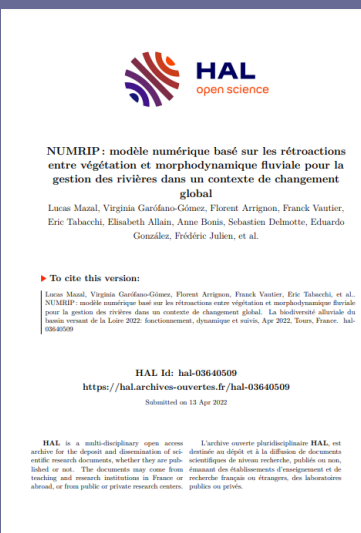 HAL
open science
NUMRIP : modèle numérique basé sur les rétroactions
entre végétation et morphodynamique fluviale pour la
gestion des rivières dans un contexte de changement
global
Lucas Mazal, Virginia Garófano-Gómez, Florent Arrignon, Franck Vautier,
Eric Tabacchi, Elisabeth Allain, Anne Bonis, Sebastien Delmotte, Eduardo
González, Frédéric Julien, et al.
To cite this version:
Lucas Mazal, Virginia Garófano-Gómez, Florent Arrignon, Franck Vautier, Eric Tabacchi, et al..
NUMRIP : modèle numérique basé sur les rétroactions entre végétation et morphodynamique fluviale
pour la gestion des rivières dans un contexte de changement global. La biodiversité alluviale du
bassin versant de la Loire 2022: fonctionnement, dynamique et suivis, Apr 2022, Tours, France. hal-
03640509
HAL Id: hal-03640509
https://hal.archives-ouvertes.fr/hal-03640509
Submitted on 13 Apr 2022
HAL is a multi-disciplinary open access
archive for the deposit and dissemination of sci-
entific research documents, whether they are pub-
lished or not. The documents may come from
teaching and research institutions in France or
abroad, or from public or private research centers.
L'archive ouverte pluridisciplinaire HAL, est
destinée au dépôt et à la diffusion de documents
scientifiques de niveau recherche, publiés ou non,
émanant des établissements d'enseignement et de
recherche français ou étrangers, des laboratoires
publics ou privés.